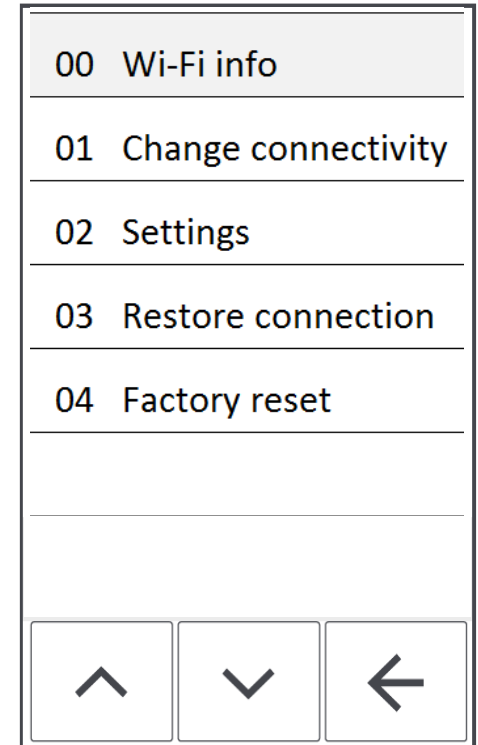 00 Wi-Fi info
01 Change connectivity
02 Settings
03 Restore connection
04 Factory reset